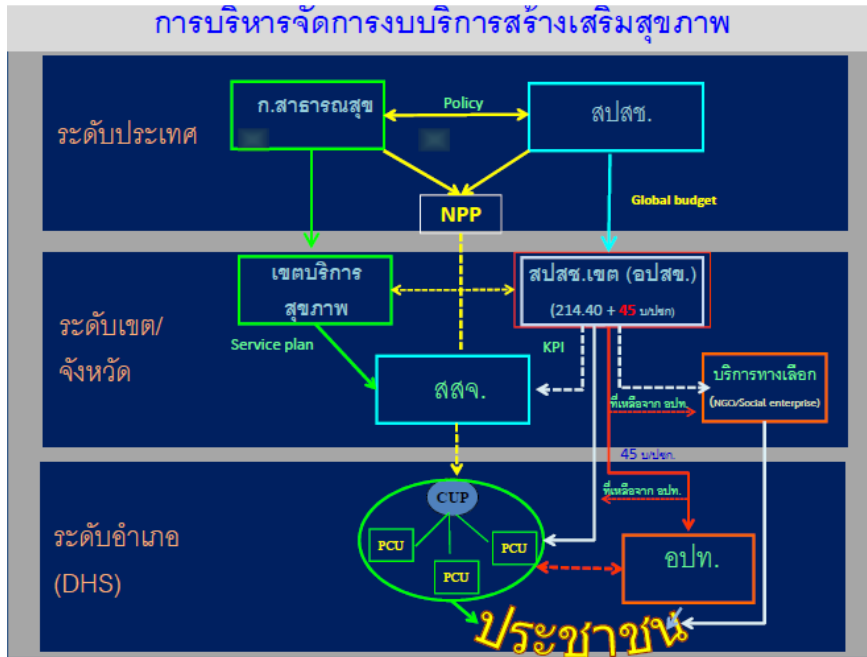 การบริหารจัดการงบบริการสร้างเสริมสุขภาพ
ระดับประเทศ
ก.สาธารณสุข
Policy
สปสช.
NPP
Global budget
ระดับเขต/
จังหวัด
เขตบริการ
สุขภาพ
สปสช.เขต (อปสข.)
(214.40 + 45 บ/ปชก)
Service plan
KPI
สสจ.
บริการทางเลือก
(NGO/Social enterprise)
ที่เหลือจาก อปท.
45 บ/ปชก.
ระดับอำเภอ
(DHS)
CUP
PCU
PCU
PCU
ที่เหลือจาก อปท.
อปท.
ประชาชน